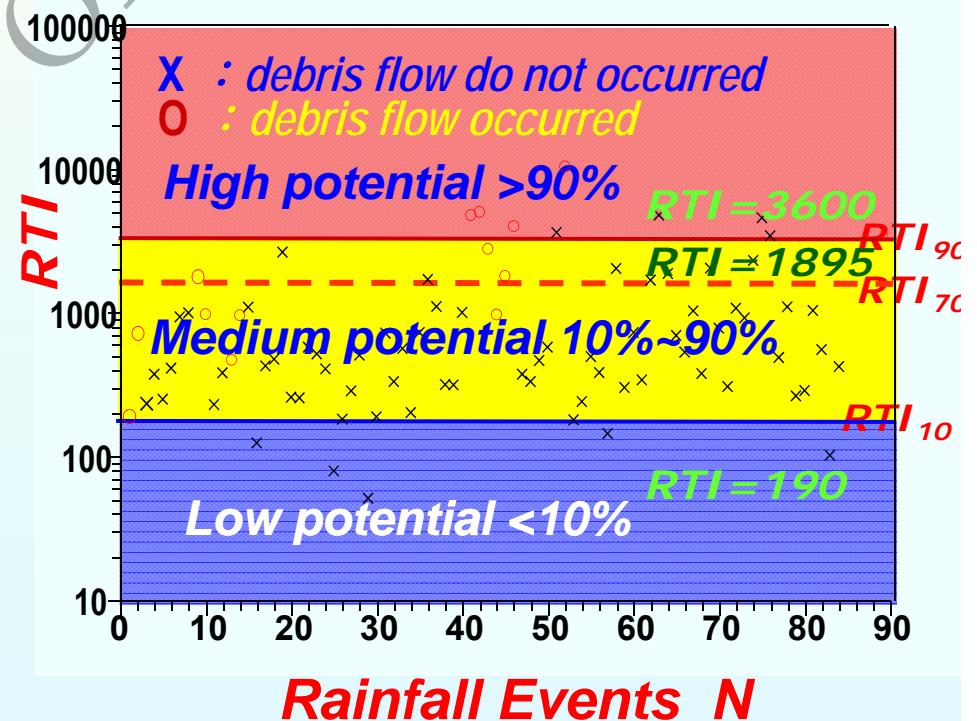 100000
X : debris flow do not occurred
O : debris flow occurred
10000
High potential >90%
RTI=3600
RTI
RTI90
RTI=1895
RTI70
1000
Medium potential 10%~90%
RTI10
100
RTI=190
Low potential <10%
10
0 10 20 30 40 50 60 70 80 90
Rainfall Events N